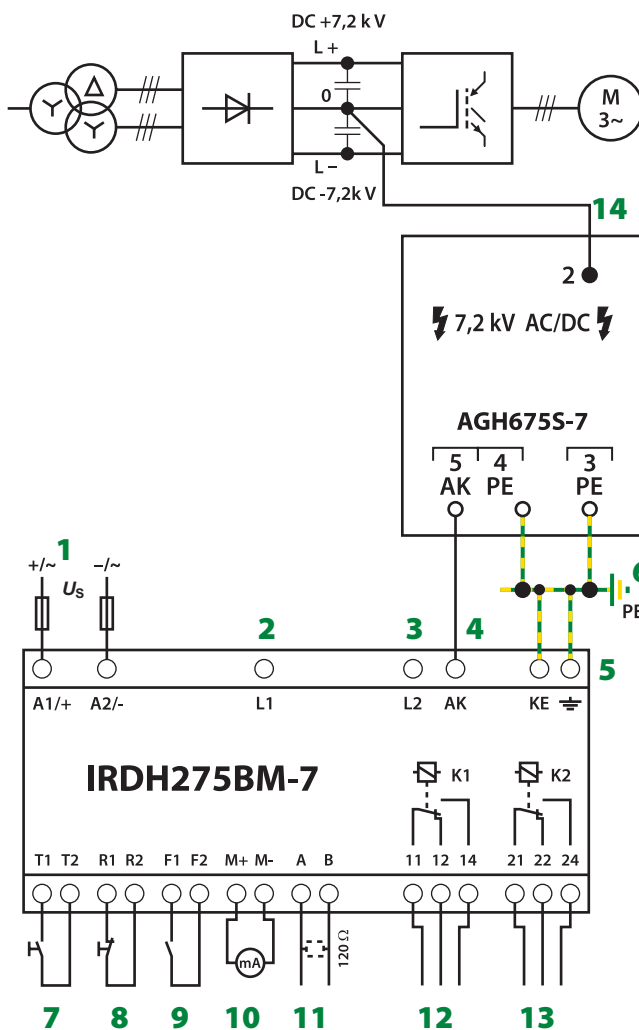 DC +7,2 k V
L +
0
L –
DC -7,2k V
M
3~
14
2
7,2 kV AC/DC
AGH675S-7
5 4 3
AK PE PE
1
+/~ –/~
US
6
PE
2 3 4
5
A1/+ A2/- L1 L2 AK KE
IRDH275BM-7
K1 K2
T1 T2 R1 R2 F1 F2 M+ M- A B 11 12 14 21 22 24
mA
120 Ω
7 8 9 10 11 12 13